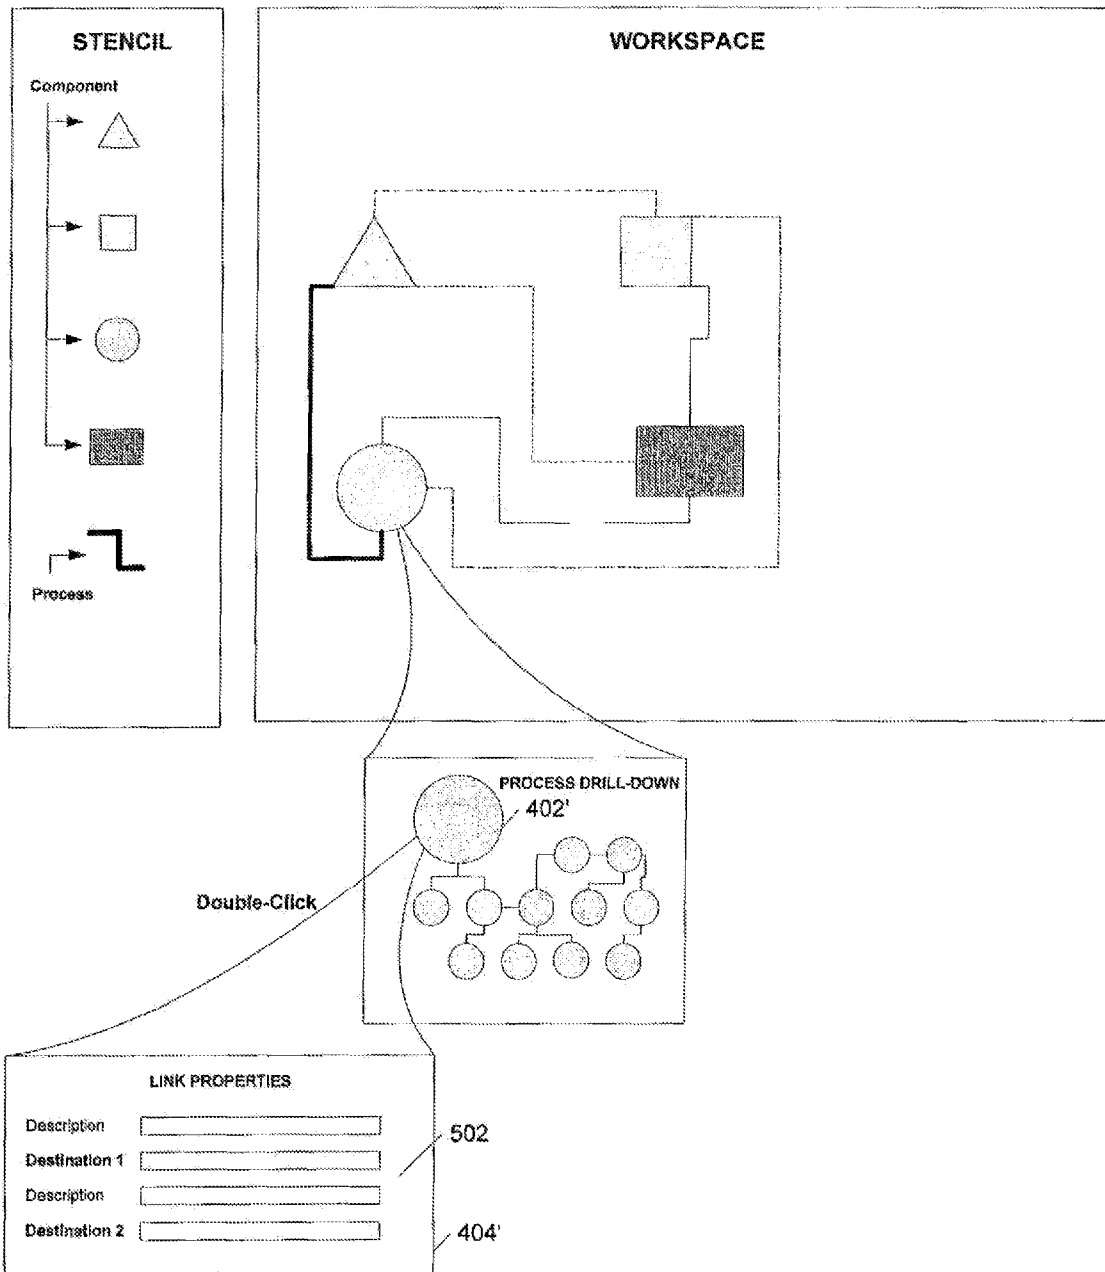 STENCIL
WORKSPACE
Component
Process
PROCESS DRILL-DOWN
402'
Double-Click
LINK PROPERTIES
Description
502
Destination 1
Description
Destination 2
404'